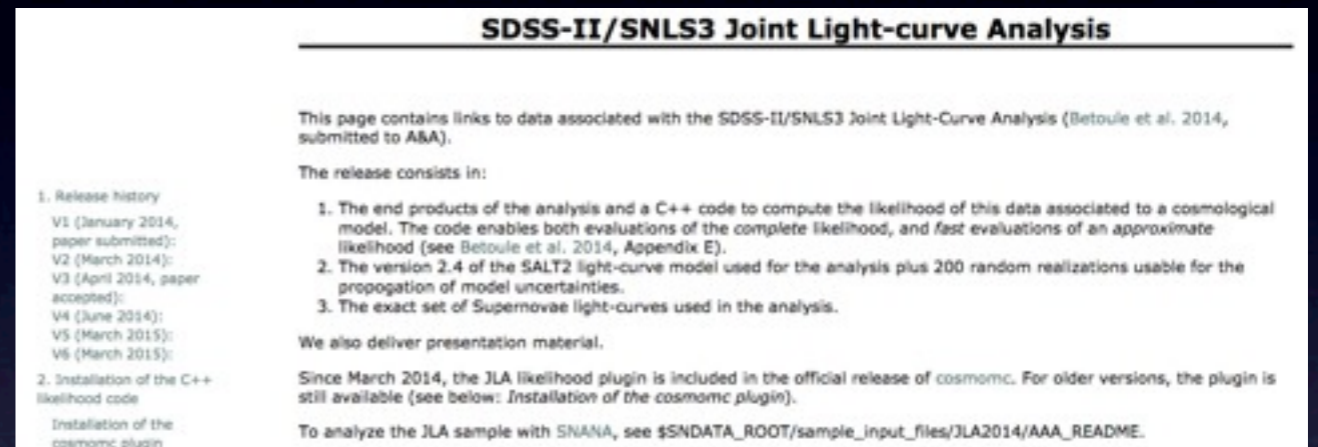 SDSS-II/SNLS3 Joint Light-curve Analysis
This page contains links to data associated with the SDSS-II/SNLS3 Joint Light-Curve Analysis (Betoule et al. 2014,
submitted to A&A).
The release consists in:
1. The end products of the analysis and a C++ code to compute the likelihood of this data associated to a cosmological
model. The code enables both evaluations of the complete likelihood, and fast evaluations of an approximate
likelihood (see Betoule et al. 2014, Appendix E).
2. The version 2.4 of the SALT2 light-curve model used for the analysis plus 200 random realizations usable for the
propogation of model uncertainties.
3. The exact set of Supernovae light-curves used in the analysis.
We also deliver presentation material.
Since March 2014, the JLA likelihood plugin is included in the official release of cosmomc. For older versions, the plugin is
still available (see below: Installation of the cosmomc plugin).
To analyze the JLA sample with SNANA, see $SNDATA_ROOT/sample_input_files/JLA2014/AAA_README.
1. Release history
V1 (January 2014,
paper submitted):
V2 (March 2014):
V3 (April 2014, paper
accepted):
V4 (June 2014):
V5 (March 2015):
V6 (March 2015):
2. Installation of the C++
likelihood code
Installation of the
cosmomc plugin